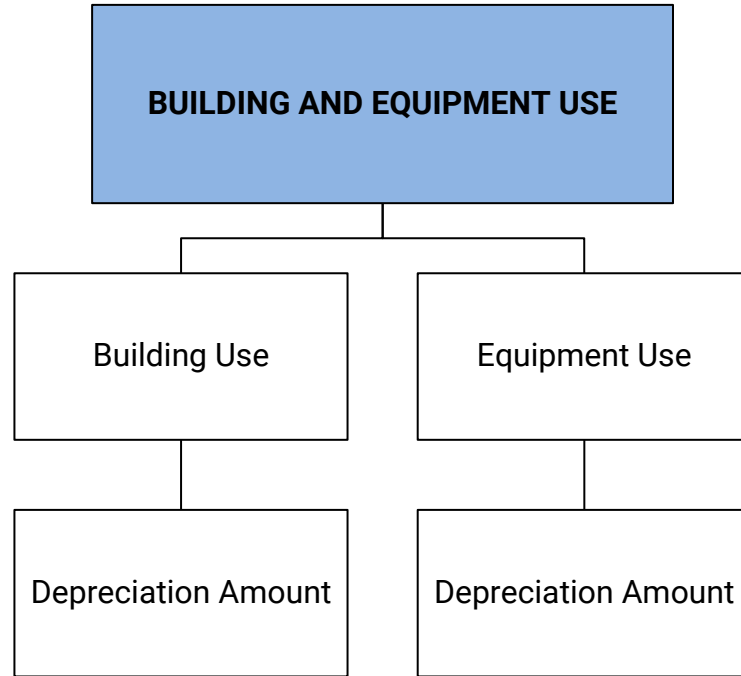 BUILDING AND EQUIPMENT USE
Building Use
Equipment Use
Depreciation Amount
Depreciation Amount